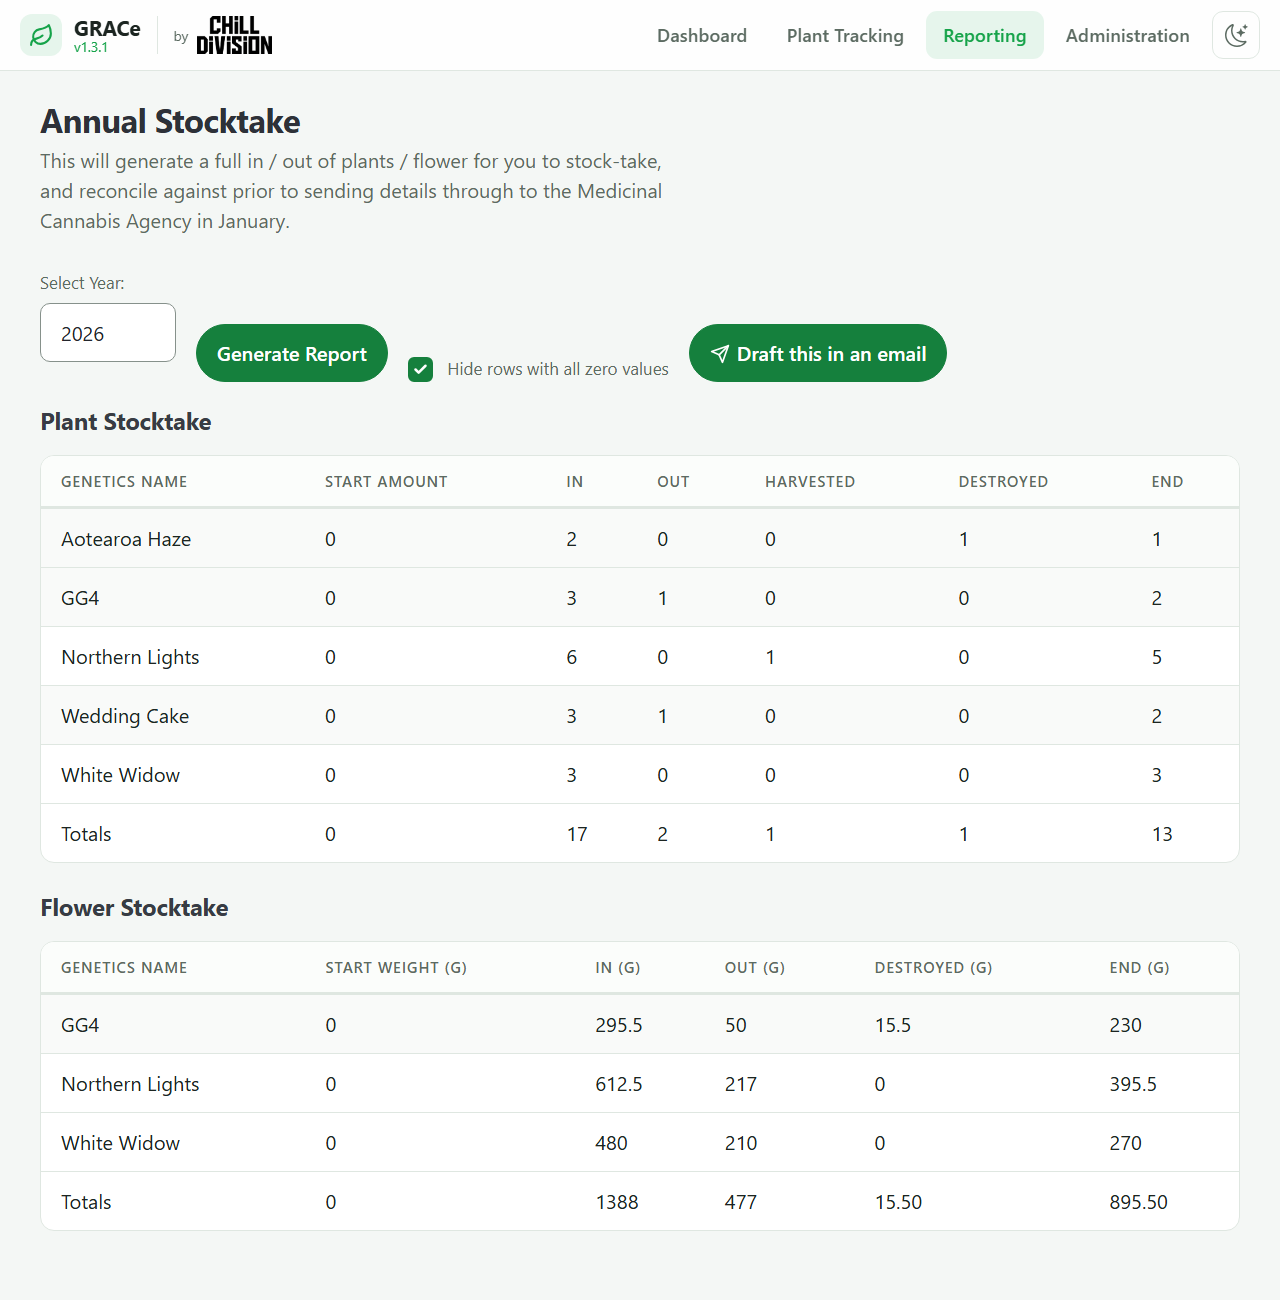 GRACe
v1.3.1
by
CHiLL
DiViSiON
Dashboard
Plant Tracking
Reporting
Administration
Annual Stocktake
This will generate a full in / out of plants / flower for you to stock-take,
and reconcile against prior to sending details through to the Medicinal
Cannabis Agency in January.
Select Year:
2026
Generate Report
Hide rows with all zero values
Draft this in an email
Plant Stocktake
GENETICS NAME START AMOUNT IN OUT HARVESTED DESTROYED END
Aotearoa Haze 0 2 0 0 1 1
GG4 0 3 1 0 0 2
Northern Lights 0 6 0 1 0 5
Wedding Cake 0 3 1 0 0 2
White Widow 0 3 0 0 0 3
Totals 0 17 2 1 1 13
Flower Stocktake
GENETICS NAME START WEIGHT (G) IN (G) OUT (G) DESTROYED (G) END (G)
GG4 0 295.5 50 15.5 230
Northern Lights 0 612.5 217 0 395.5
White Widow 0 480 210 0 270
Totals 0 1388 477 15.50 895.50